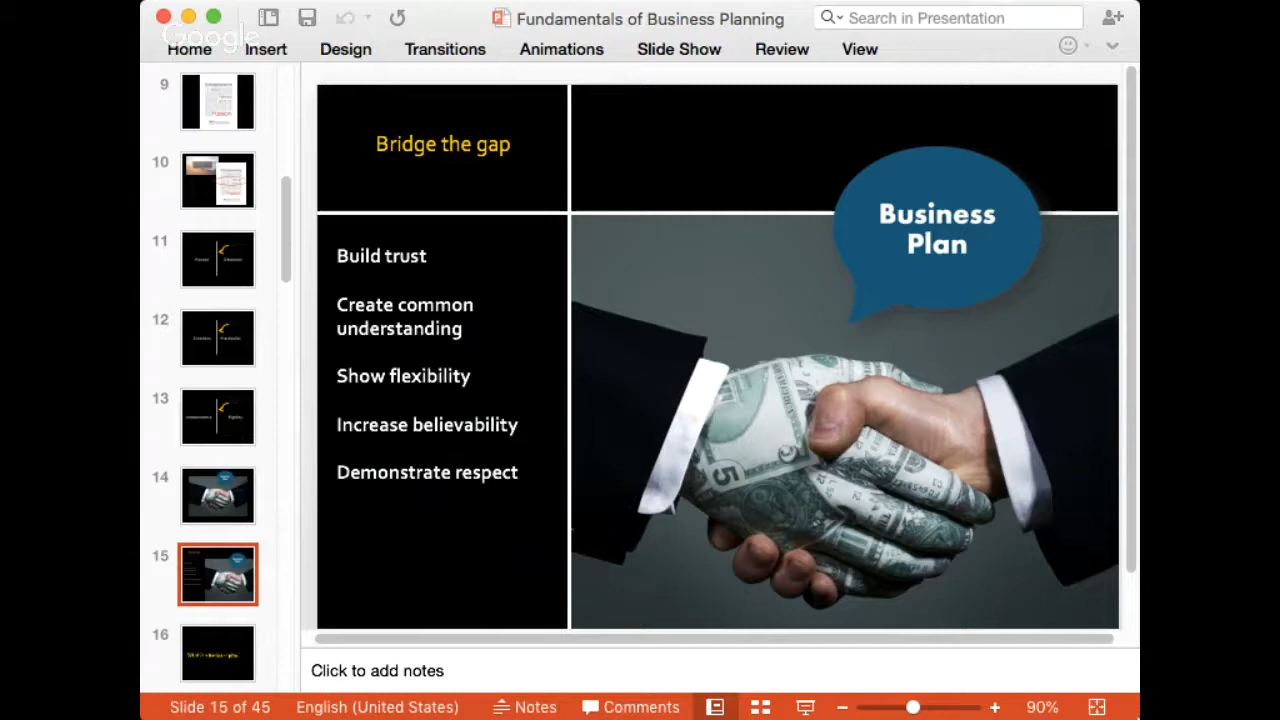 Fundamentals of Business Planning
Search in Presentation
Google
Home Insert Design Transitions Animations Slide Show Review View
9
10
11
12
13
14
15
16
Bridge the gap
Business
Plan
Build trust
Create common
understanding
Show flexibility
Increase believability
Demonstrate respect
5
Click to add notes
Slide 15 of 45 English (United States) Notes Comments 90%